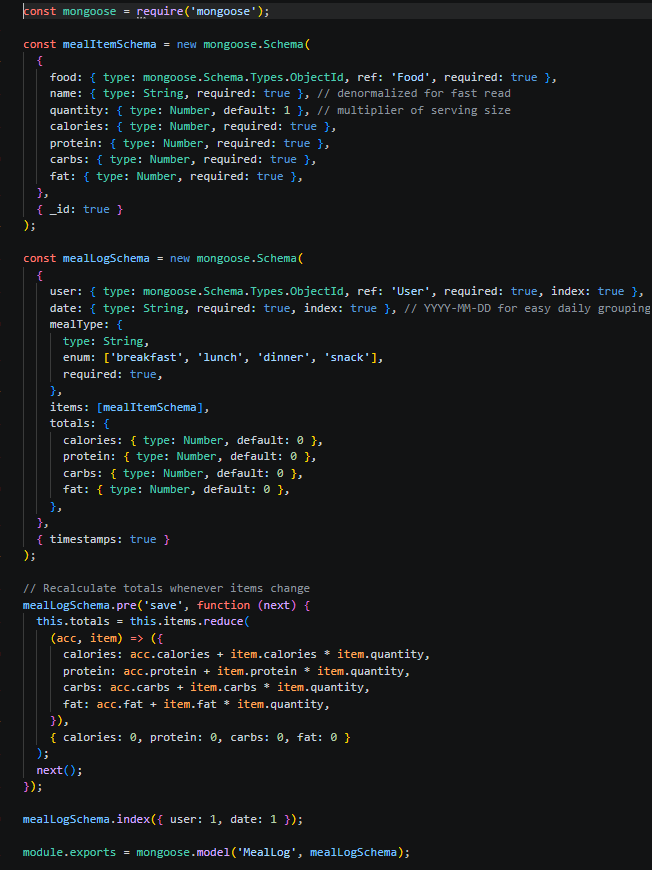 const mongoose = require('mongoose');
const mealItemSchema = new mongoose.Schema(
  {
    food: { type: mongoose.Schema.Types.ObjectId, ref: 'Food', required: true },
    name: { type: String, required: true }, // denormalized for fast read
    quantity: { type: Number, default: 1 }, // multiplier of serving size
    calories: { type: Number, required: true },
    protein: { type: Number, required: true },
    carbs: { type: Number, required: true },
    fat: { type: Number, required: true },
  },
  { _id: true }
);
const mealLogSchema = new mongoose.Schema(
  {
    user: { type: mongoose.Schema.Types.ObjectId, ref: 'User', required: true, index: true },
    date: { type: String, required: true, index: true }, // YYYY-MM-DD for easy daily grouping
    mealType: {
      type: String,
      enum: ['breakfast', 'lunch', 'dinner', 'snack'],
      required: true,
    },
    items: [mealItemSchema],
    totals: {
      calories: { type: Number, default: 0 },
      protein: { type: Number, default: 0 },
      carbs: { type: Number, default: 0 },
      fat: { type: Number, default: 0 },
    },
  },
  { timestamps: true }
);
// Recalculate totals whenever items change
mealLogSchema.pre('save', function (next) {
  this.totals = this.items.reduce(
    (acc, item) => ({
      calories: acc.calories + item.calories * item.quantity,
      protein: acc.protein + item.protein * item.quantity,
      carbs: acc.carbs + item.carbs * item.quantity,
      fat: acc.fat + item.fat * item.quantity,
    }),
    { calories: 0, protein: 0, carbs: 0, fat: 0 }
  );
  next();
});
mealLogSchema.index({ user: 1, date: 1 });
module.exports = mongoose.model('MealLog', mealLogSchema);